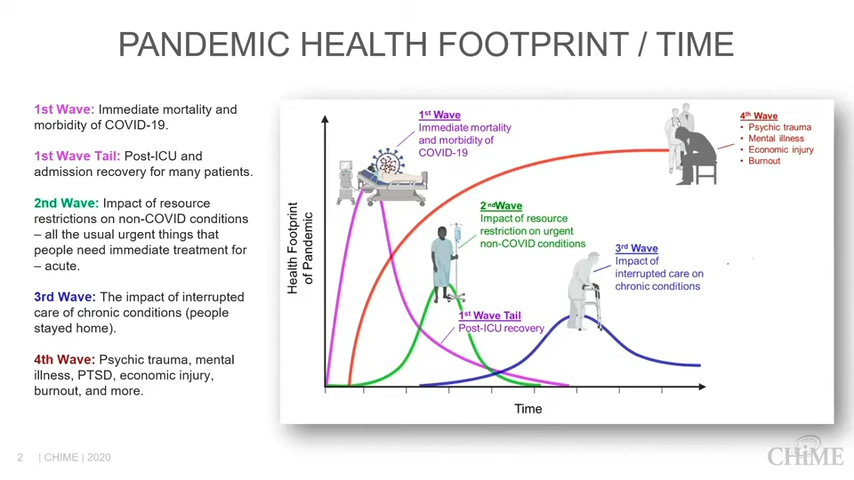 PANDEMIC HEALTH FOOTPRINT / TIME
1st Wave: Immediate mortality and
morbidity of COVID-19.
1st Wave Tail: Post-ICU and
admission recovery for many patients.
2nd Wave: Impact of resource
restrictions on non-COVID conditions
– all the usual urgent things that
people need immediate treatment for
– acute.
3rd Wave: The impact of interrupted
care of chronic conditions (people
stayed home).
4th Wave: Psychic trauma, mental
illness, PTSD, economic injury,
burnout, and more.
Health Footprint
of Pandemic
1st Wave
Immediate mortality
and morbidity of
COVID-19
2nd Wave
Impact of resource
restriction on urgent
non-COVID conditions
1st Wave Tail
Post-ICU recovery
3rd Wave
Impact of
interrupted care on
chronic conditions
4th Wave
• Psychic trauma
• Mental illness
• Economic injury
• Burnout
Time
2 | CHIME | 2020
CHiME